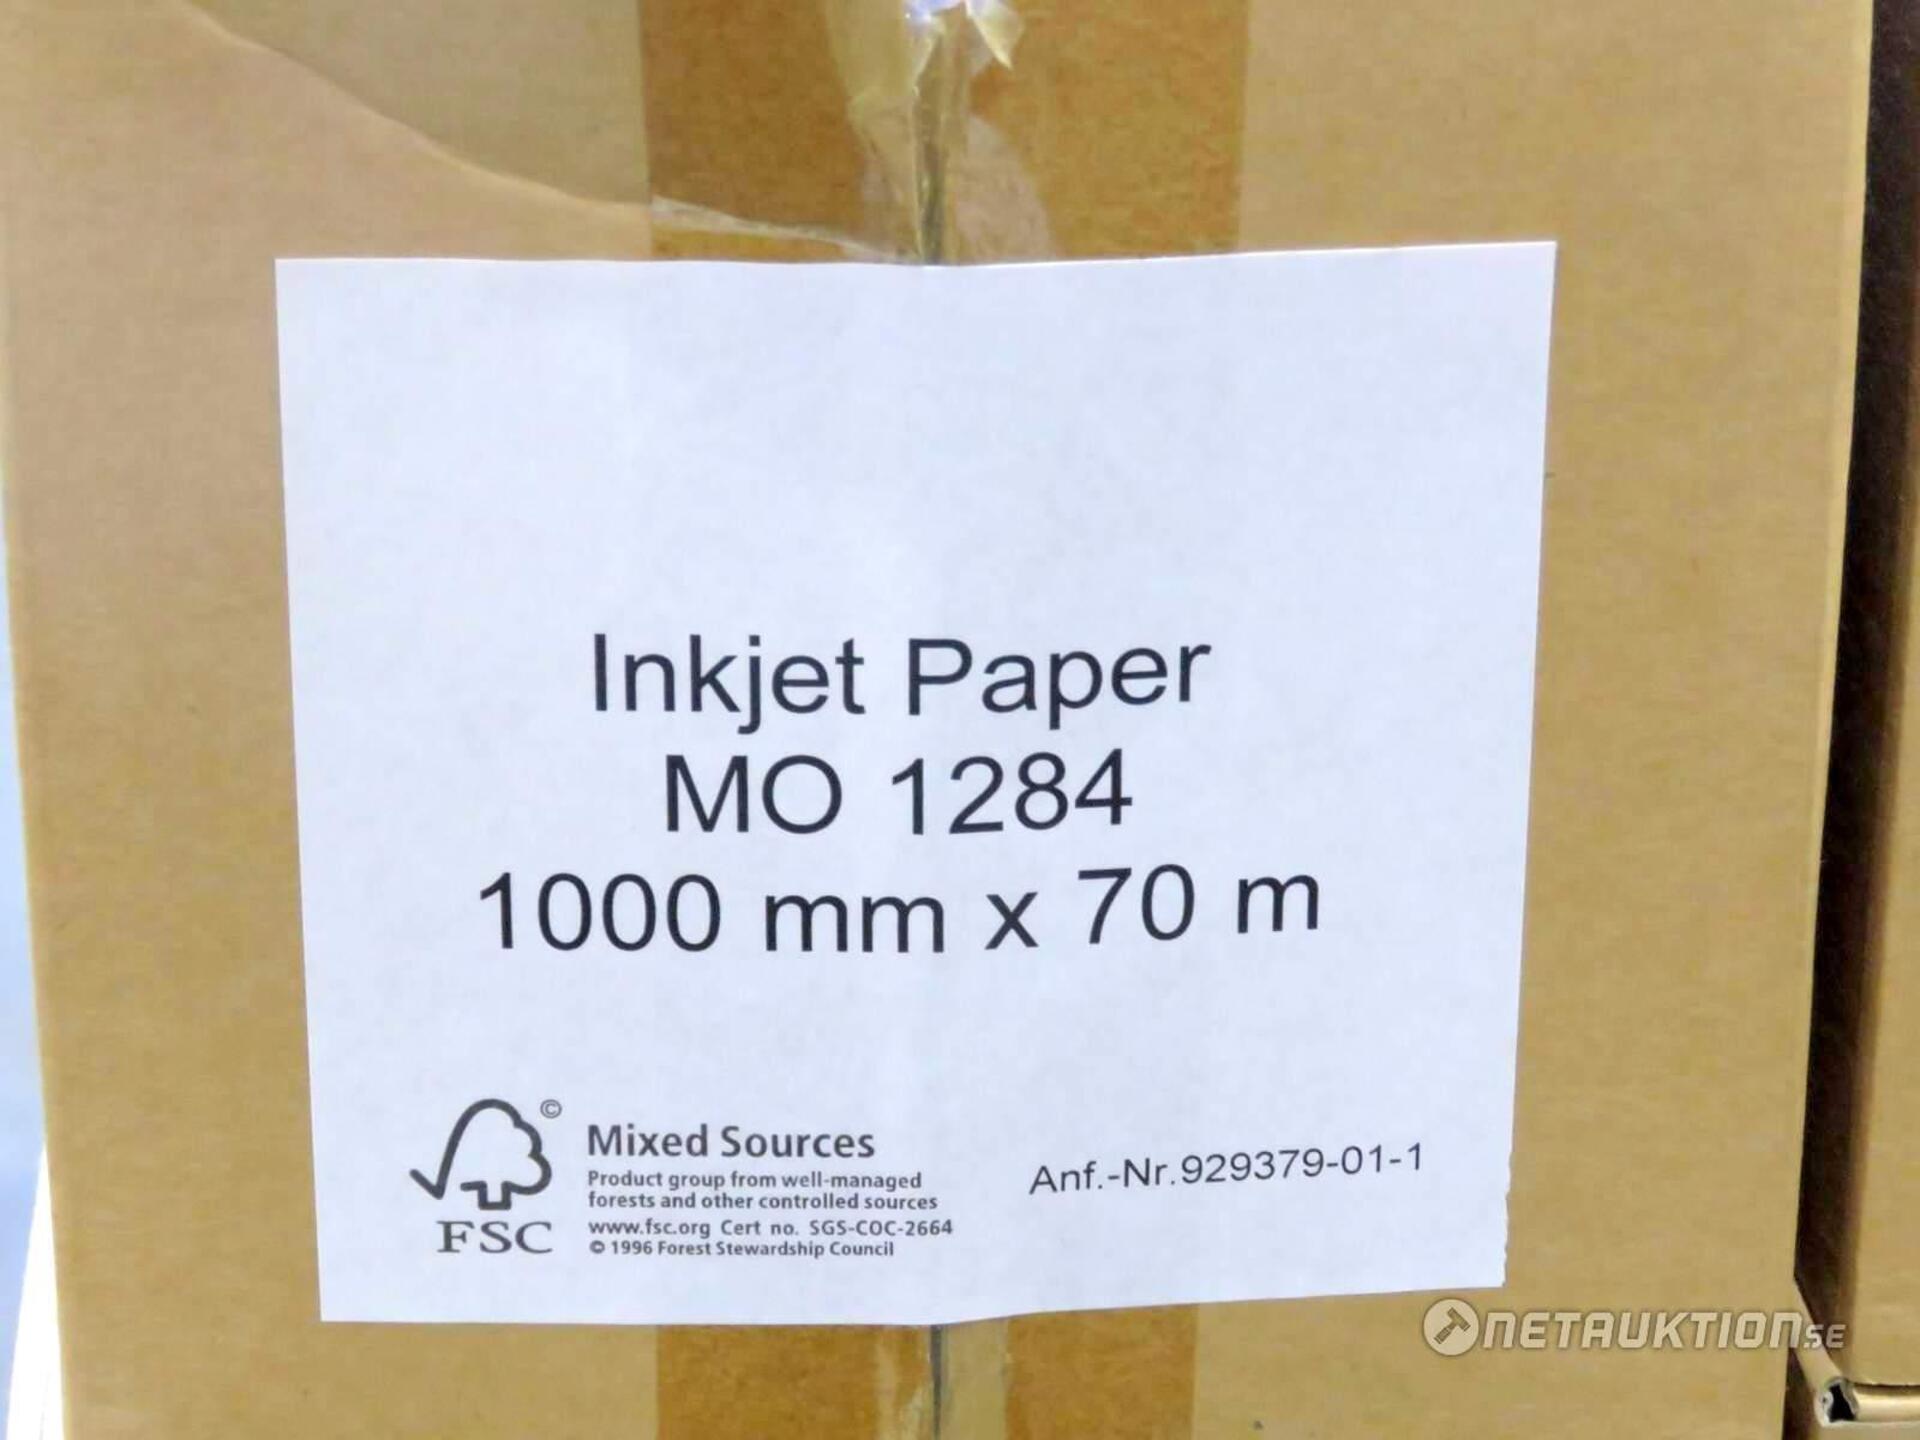 Inkjet Paper
MO 1284
1000 mm x 70 m
©
Mixed Sources
Product group from well-managed
forests and other controlled sources
www.fsc.org Cert no. SGS-COC-2664
© 1996 Forest Stewardship Council
FSC
Anf.-Nr.929379-01-1
NETAUKTION.SE